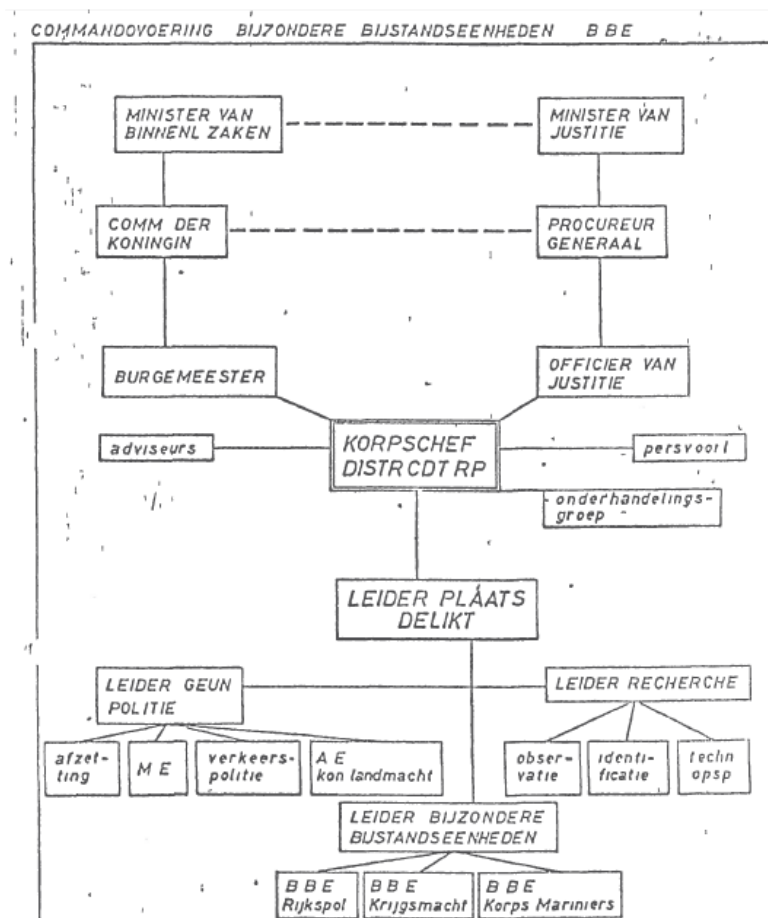 COMMANDOVOERING BIJZONDERE BIJSTANDSEENHEDEN B B E
MINISTER VAN
BINNENL ZAKEN
MINISTER VAN
JUSTITIE
COMM DER
KONINGIN
PROCUREUR
GENERAAL
BURGEMEESTER
OFFICIER VAN
JUSTITIE
KORPSCHEF
DISTR CDT RP
adviseurs
persvoorl
onderhandelings-
groep
LEIDER PLAATS
DELIKT
LEIDER GEUN
POLITIE
LEIDER RECHERCHE
afzet-
ting
M E
verkeers-
politie
A E
kon landmacht
obser-
vatie
identi-
ficatie
techn
opsp
LEIDER BIJZONDERE
BIJSTANDSEENHEDEN
B B E
Rijkspol
B B E
Krijgsmacht
B B E
Korps Mariniers